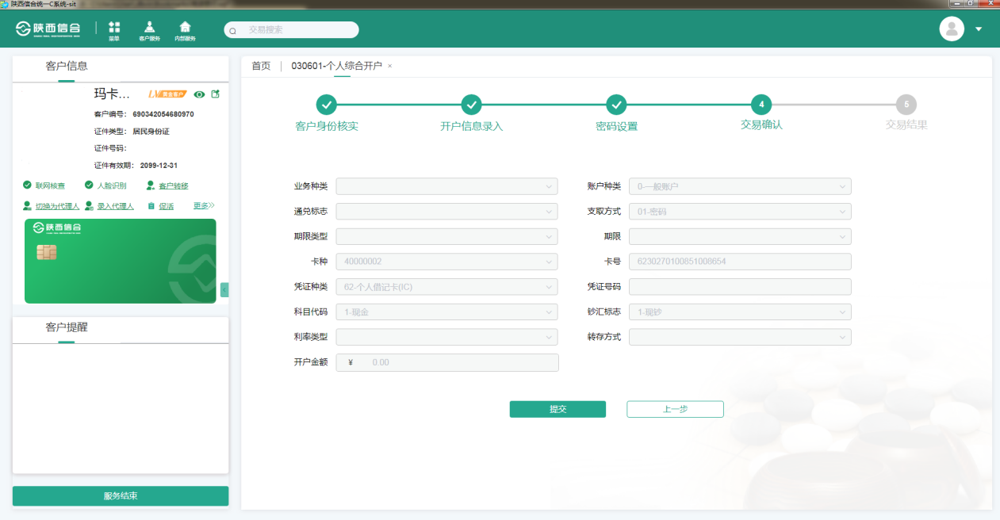 陕西信合统一C系统-sit
陕西信合 菜单 客户服务 内部服务 交易搜索
客户信息
玛卡... LV 黄金客户
客户编号： 690342054680970
证件类型： 居民身份证
证件号码：
证件有效期： 2099-12-31
联网核查 人脸识别 客户转移
切换为代理人 录入代理人 促活 更多
陕西信合
客户提醒
服务结束
首页 030601-个人综合开户 ×
4 5
客户身份核实 开户信息录入 密码设置 交易确认 交易结果
业务种类 账户种类 0-一般账户
通兑标志 支取方式 01-密码
期限类型 期限
卡种 40000002 卡号 6230270100851008654
凭证种类 62-个人借记卡(IC) 凭证号码
科目代码 1-现金 钞汇标志 1-现钞
利率类型 转存方式
开户金额 ¥ 0.00
提交 上一步